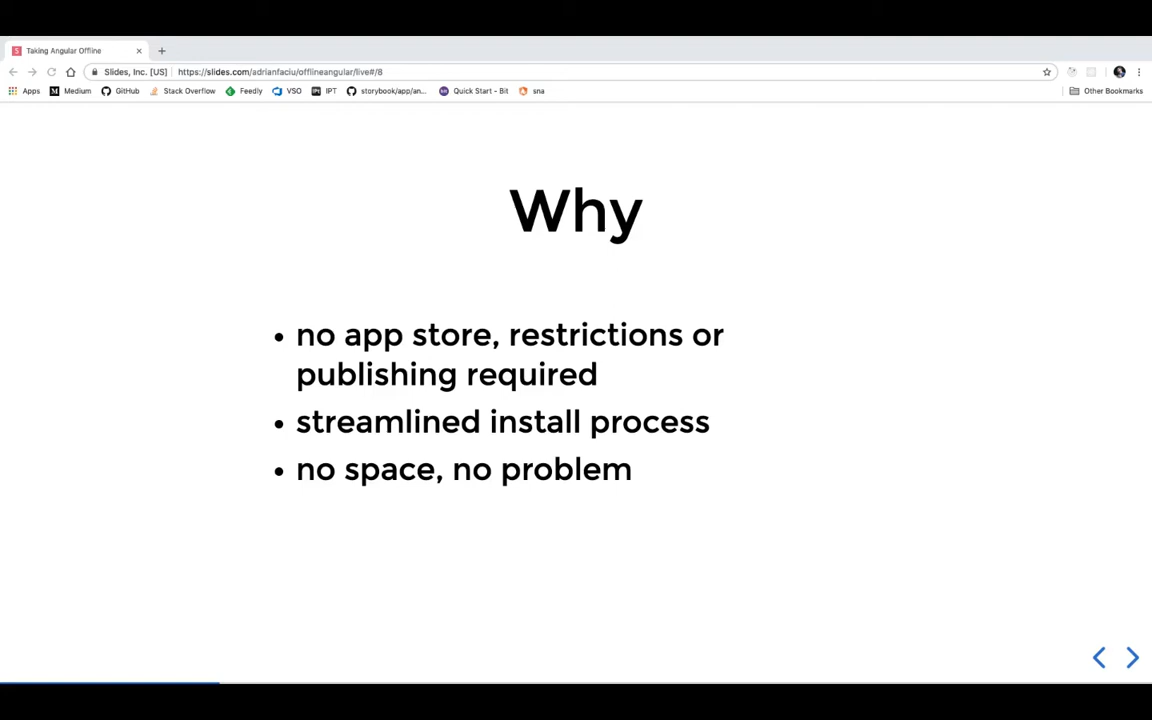 Taking Angular Offline
Slides, Inc. [US] https://slides.com/adrianfaciu/offlineangular/live#/8
Apps Medium GitHub Stack Overflow Feedly VSO IPT storybook/app/an... Quick Start - Bit sna Other Bookmarks
Why
• no app store, restrictions or
publishing required
• streamlined install process
• no space, no problem